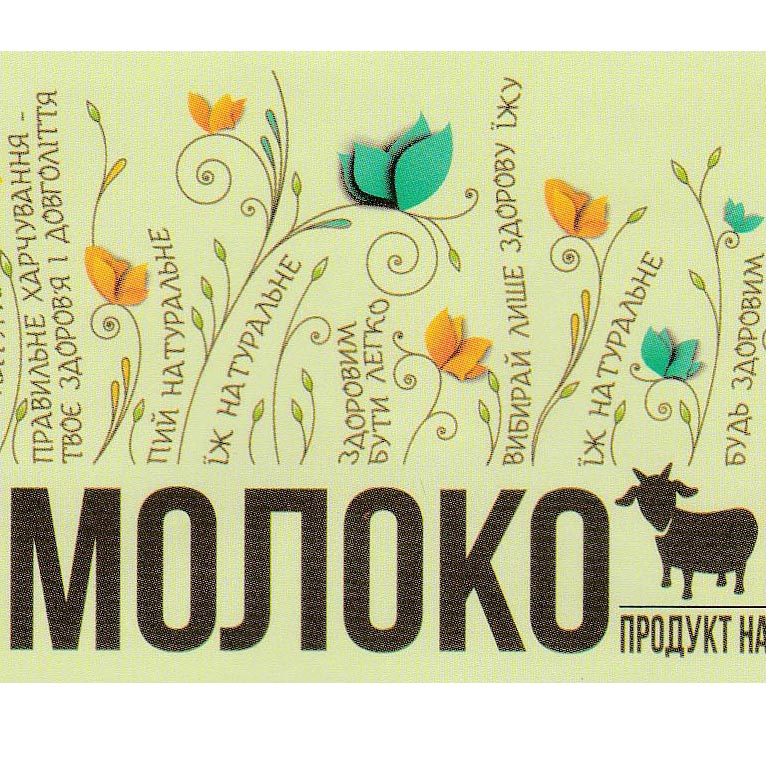 ПРАВИЛЬНЕ ХАРЧУВАННЯ –
ТВОЄ ЗДОРОВЯ І ДОВГОЛІТТЯ
ПИЙ НАТУРАЛЬНЕ
ЇЖ НАТУРАЛЬНЕ
ЗДОРОВИМ
БУТИ ЛЕГКО
ВИБИРАЙ ЛИШЕ ЗДОРОВУ ЇЖУ
ЇЖ НАТУРАЛЬНЕ
БУДЬ ЗДОРОВИМ
МОЛОКО
ПРОДУКТ НА